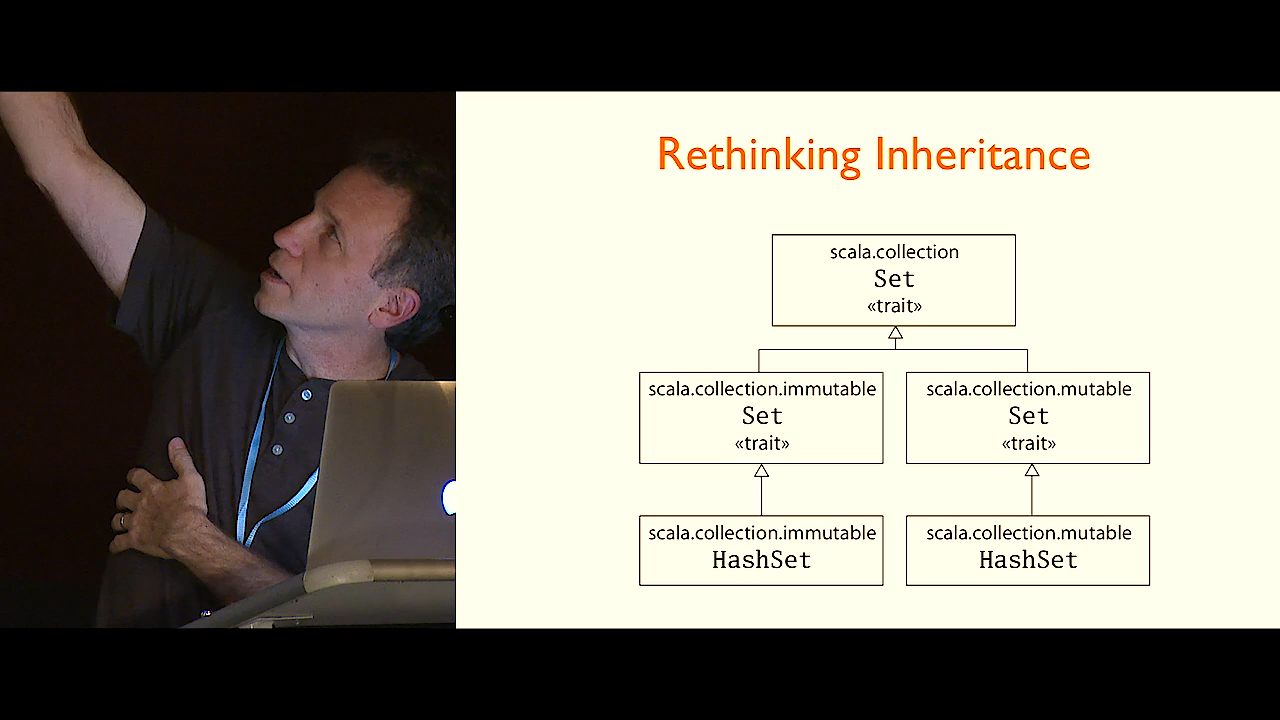 Rethinking Inheritance
scala.collection
Set
«trait»
scala.collection.immutable
Set
«trait»
scala.collection.mutable
Set
«trait»
scala.collection.immutable
HashSet
scala.collection.mutable
HashSet